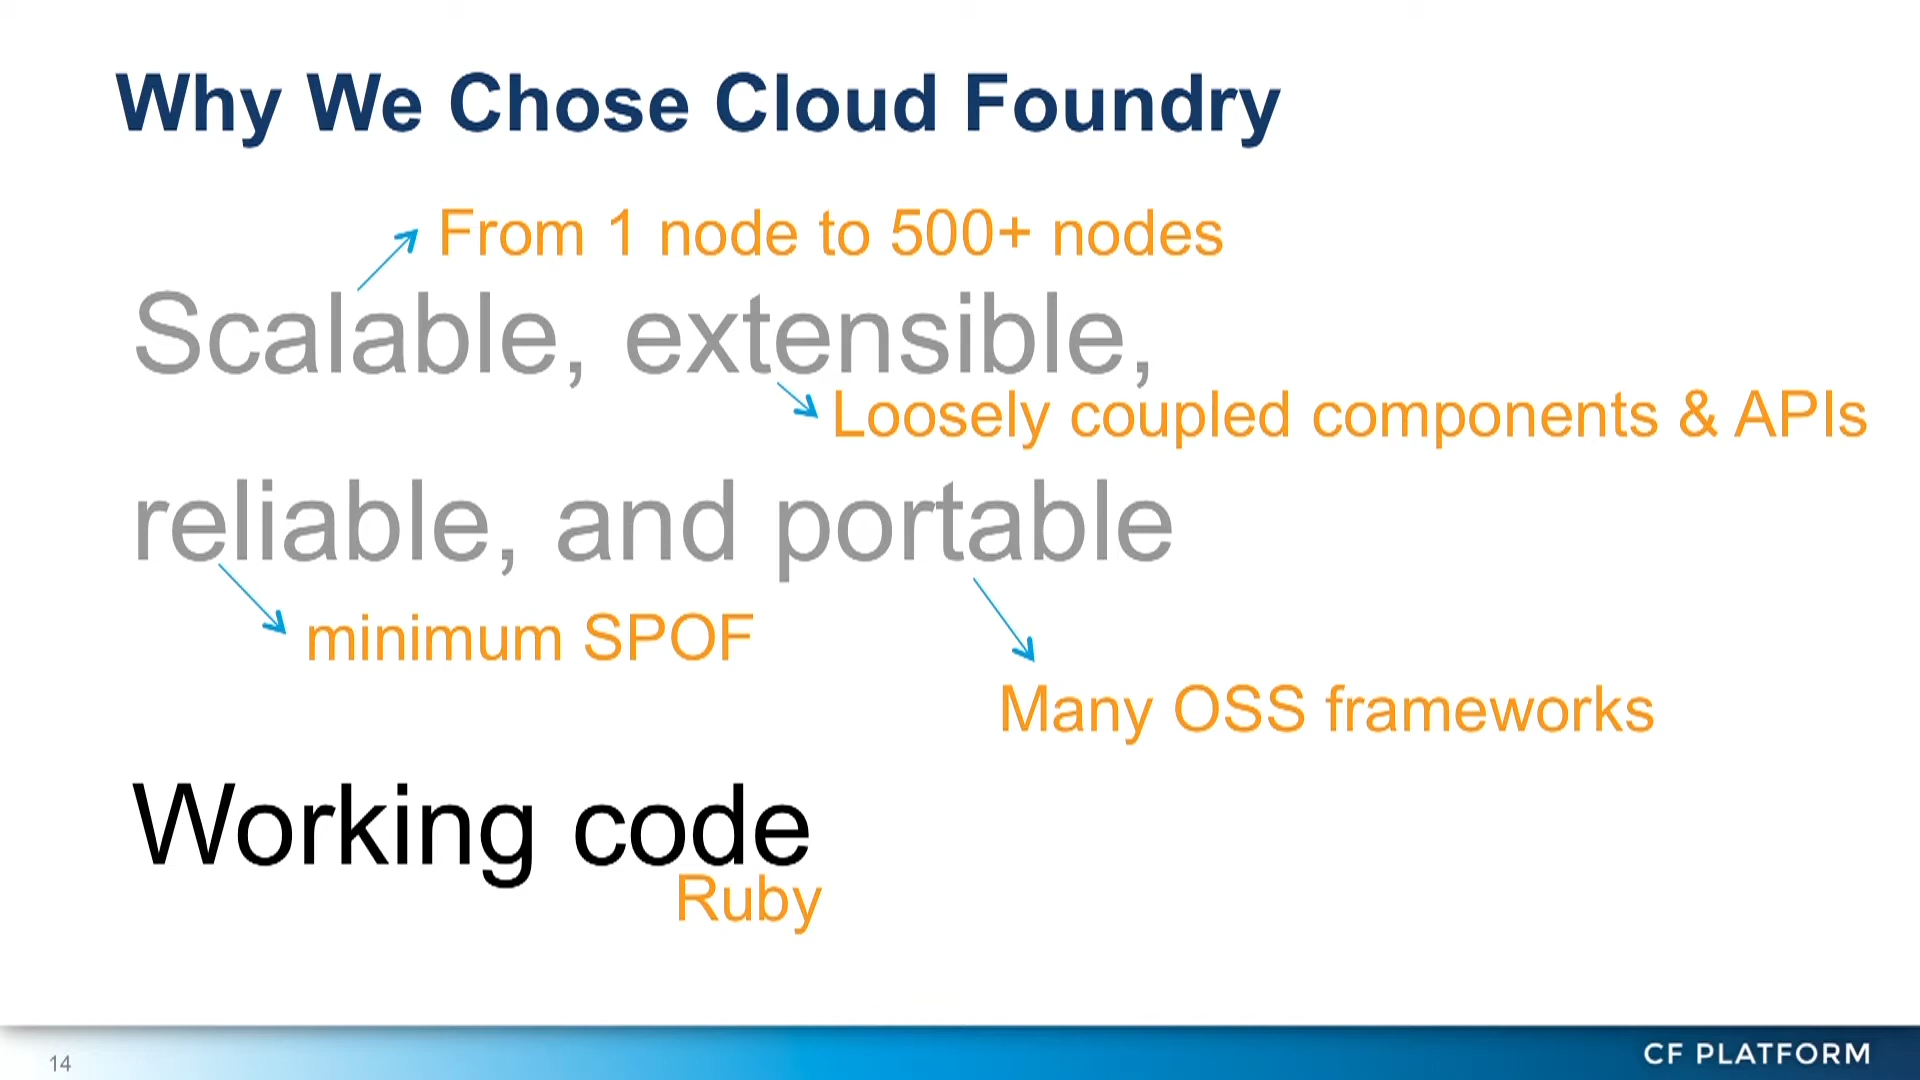 Why We Chose Cloud Foundry
From 1 node to 500+ nodes
Scalable, extensible,
Loosely coupled components & APIs
reliable, and portable
minimum SPOF
Many OSS frameworks
Working code
Ruby
14
CF PLATFORM